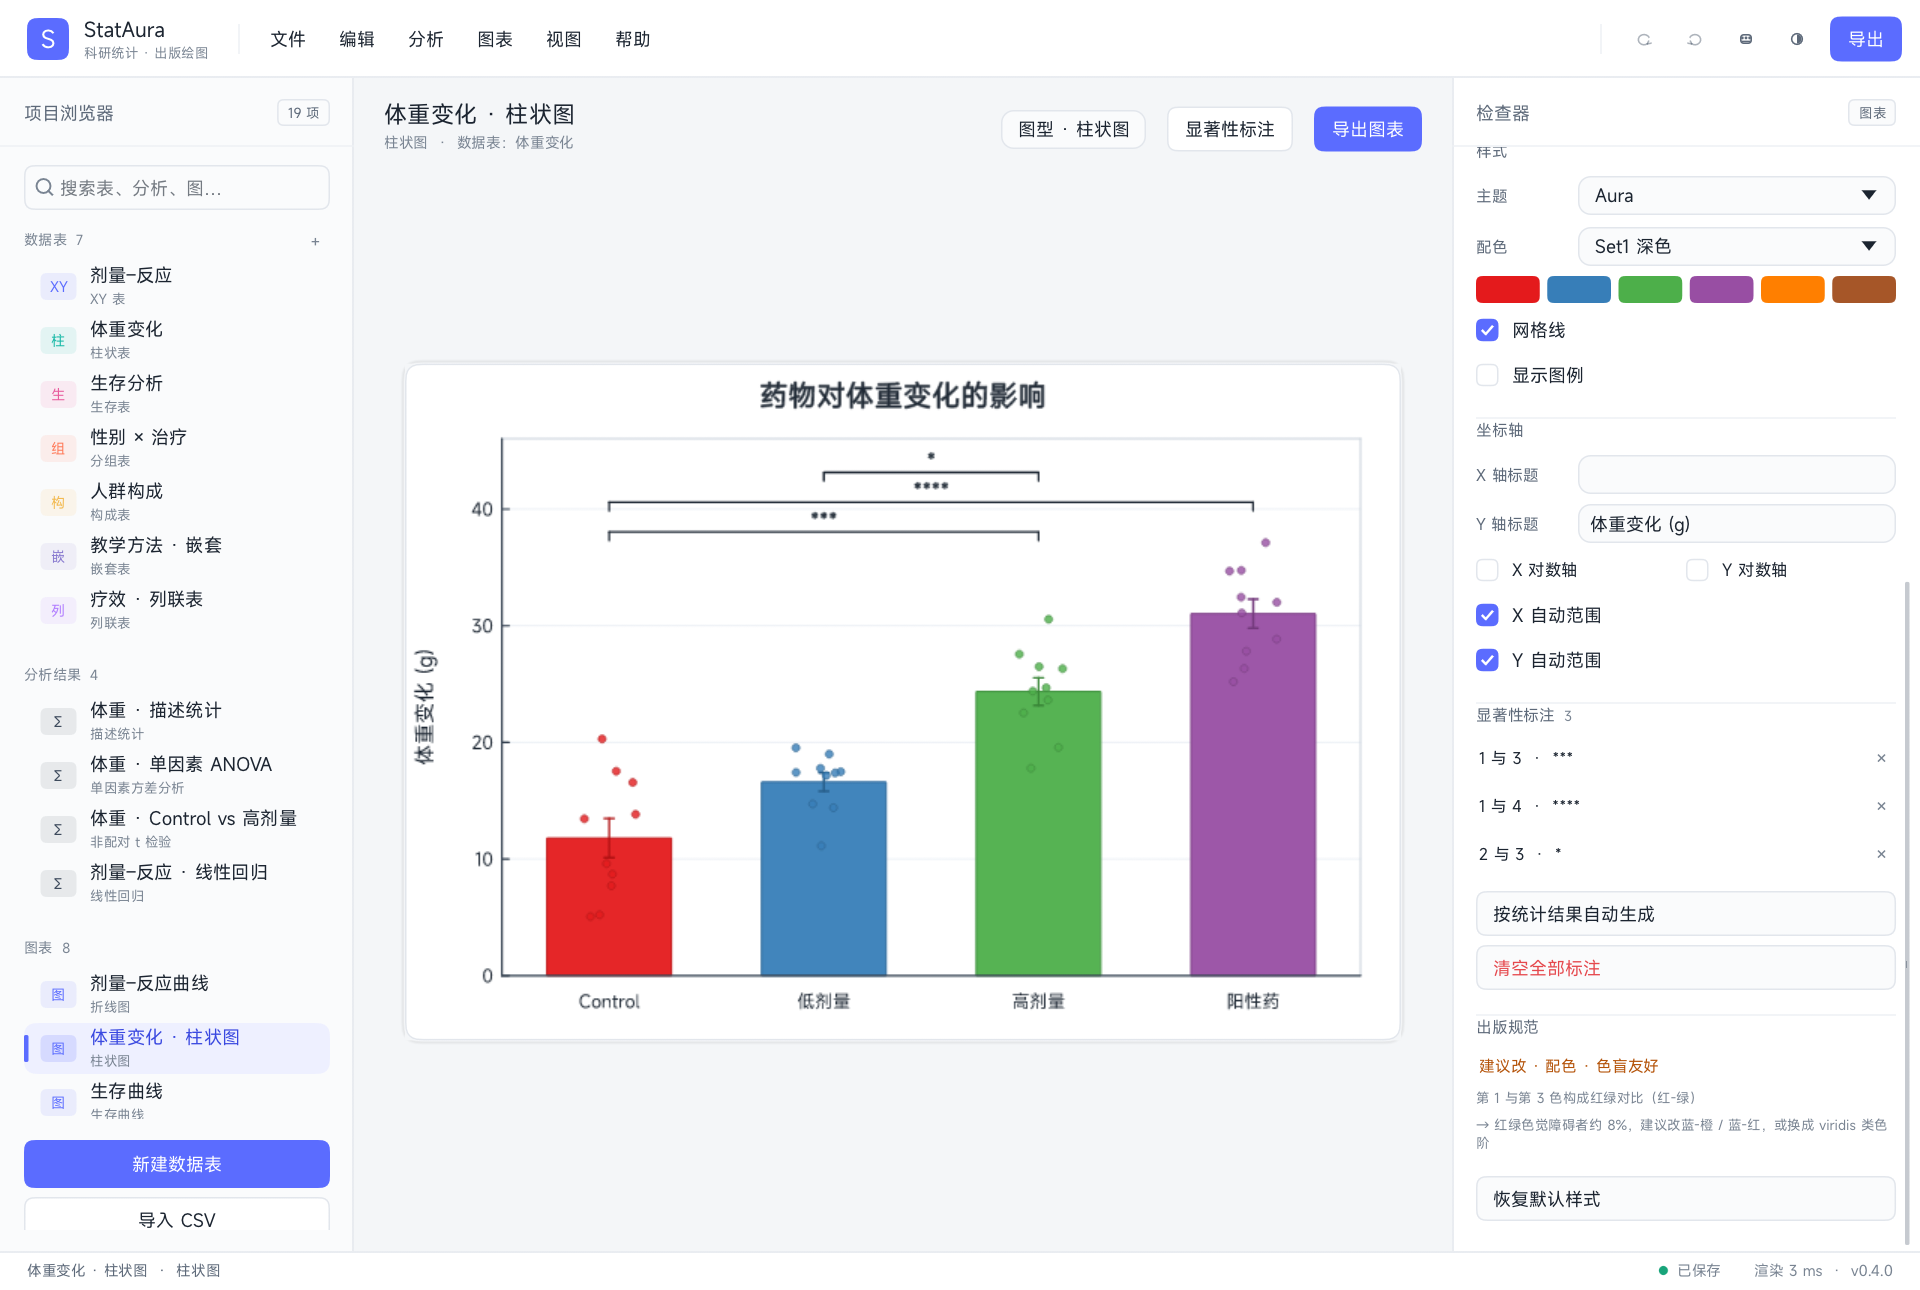 S
StatAura
科研统计 · 出版绘图
文件 编辑 分析 图表 视图 帮助
导出
项目浏览器
19 项
搜索表、分析、图...
数据表 7
+
XY
剂量–反应
XY 表
柱
体重变化
柱状表
生
生存分析
生存表
组
性别 × 治疗
分组表
构
人群构成
构成表
嵌
教学方法 · 嵌套
嵌套表
列
疗效 · 列联表
列联表
分析结果 4
Σ
体重 · 描述统计
描述统计
Σ
体重 · 单因素 ANOVA
单因素方差分析
Σ
体重 · Control vs 高剂量
非配对 t 检验
Σ
剂量–反应 · 线性回归
线性回归
图表 8
图
剂量–反应曲线
折线图
图
体重变化 · 柱状图
柱状图
图
生存曲线
生存曲线
新建数据表
导入 CSV
体重变化 · 柱状图
柱状图 · 数据表: 体重变化
图型 · 柱状图
显著性标注
导出图表
药物对体重变化的影响
*
****
***
40
30
20
10
0
体重变化 (g)
Control 低剂量 高剂量 阳性药
检查器
图表
样式
主题
Aura
配色
Set1 深色
网格线
显示图例
坐标轴
X 轴标题
Y 轴标题
体重变化 (g)
X 对数轴
Y 对数轴
X 自动范围
Y 自动范围
显著性标注 3
1 与 3 · *** ×
1 与 4 · **** ×
2 与 3 · * ×
按统计结果自动生成
清空全部标注
出版规范
建议改 · 配色 · 色盲友好
第 1 与第 3 色构成红绿对比（红-绿）
→ 红绿色觉障碍者约 8%，建议改蓝-橙 / 蓝-红，或换成 viridis 类色
阶
恢复默认样式
体重变化 · 柱状图 · 柱状图
已保存
渲染 3 ms · v0.4.0